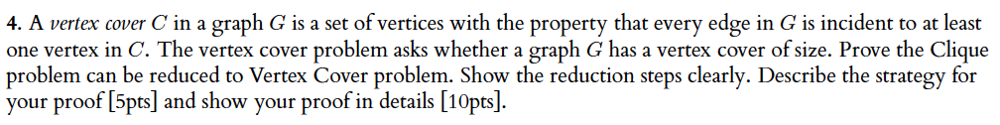 4. A vertex cover C in a graph G is a set of vertices with the property that every edge in G is incident to at least
one vertex in C. The vertex cover problem asks whether a graph G has a vertex cover of size. Prove the Clique
problem can be reduced to Vertex Cover problem. Show the reduction steps clearly. Describe the strategy for
your proof [5pts] and show your proof in details [10pts].